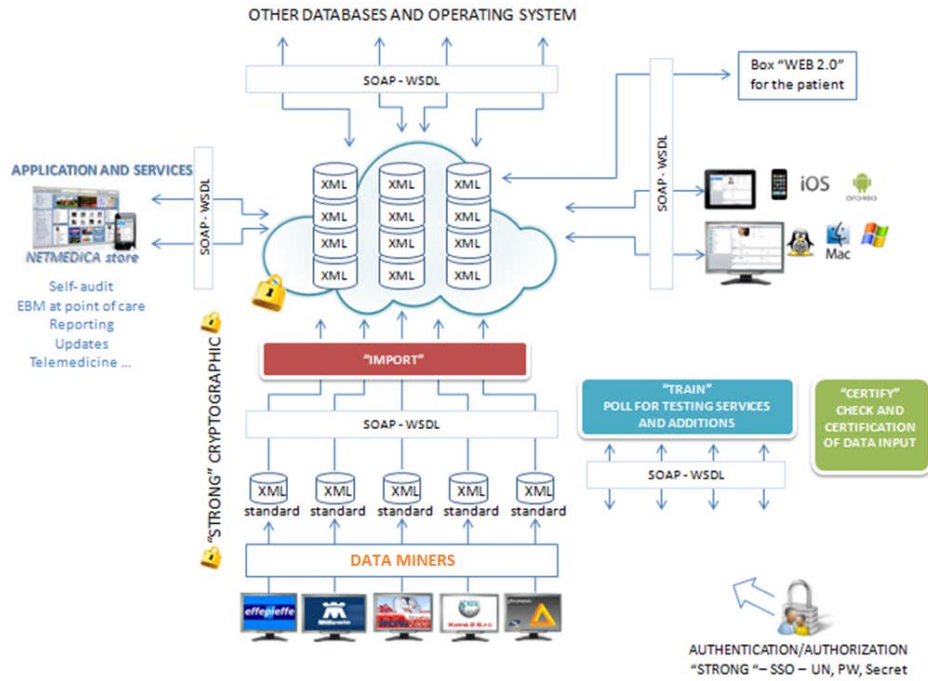 OTHER DATABASES AND OPERATING SYSTEM
SOAP - WSDL
Box "WEB 2.0"
for the patient
APPLICATION AND SERVICES
NETMEDICA store
Self- audit
EBM at point of care
Reporting
Updates
Telemedicine ...
SOAP - WSDL
XML XML XML
XML XML XML
XML XML XML
XML XML XML
SOAP - WSDL
iOS
ANDROID
Mac
"STRONG" CRYPTOGRAPHIC
"IMPORT"
SOAP - WSDL
"TRAIN"
POLL FOR TESTING SERVICES
AND ADDITIONS
"CERTIFY"
CHECK AND
CERTIFICATION
OF DATA INPUT
SOAP - WSDL
XML XML XML XML XML
standard standard standard standard standard
DATA MINERS
effepieffe
Millewin
AUTHENTICATION/AUTHORIZATION
"STRONG "– SSO – UN, PW, Secret